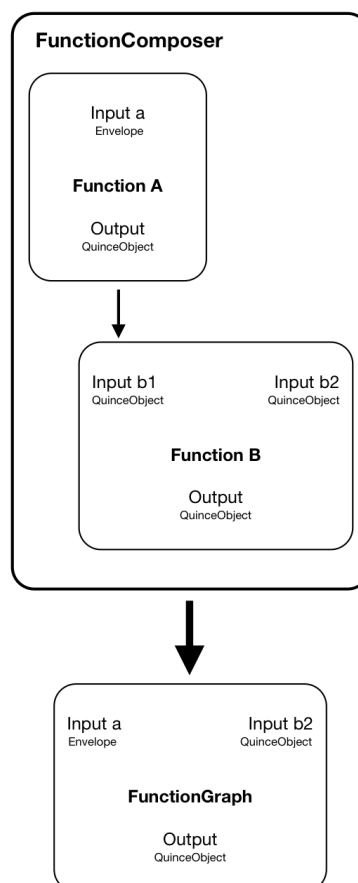 FunctionComposer
Input a
Envelope
Function A
Output
QuinceObject
Input b1 Input b2
QuinceObject QuinceObject
Function B
Output
QuinceObject
Input a Input b2
Envelope QuinceObject
FunctionGraph
Output
QuinceObject